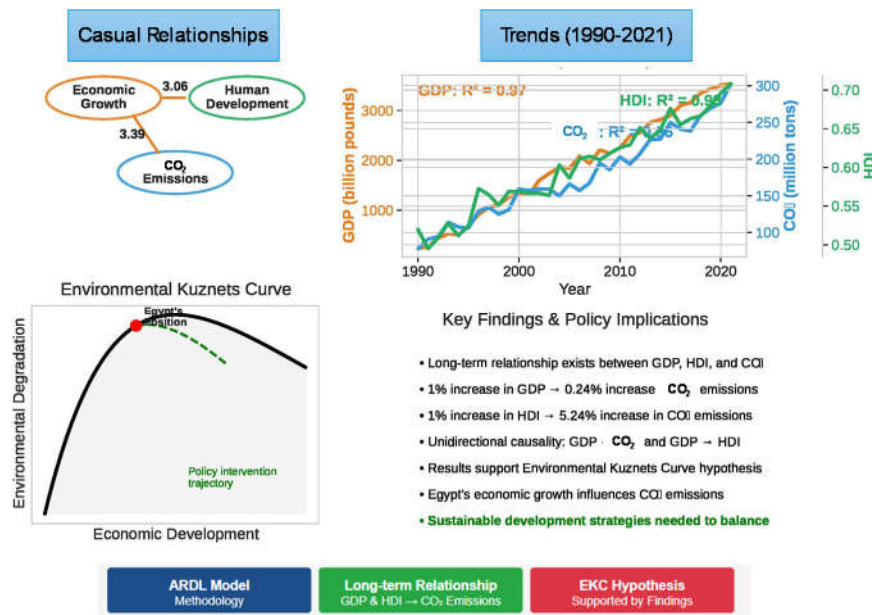 Casual Relationships
Economic
Growth
3.06
Human
Development
3.39
CO₂
Emissions
Trends (1990-2021)
GDP: R² = 0.97
HDI: R² =
CO₂ : R² =
GDP (billion pounds)
3000
2000
1000
300
250
200
150
100
CO▯ (million tons)
0.70
0.65
0.60
0.55
0.50
HDI
1990
2000
2010
2020
Year
Environmental Kuznets Curve
Environmental Degradation
Egypt's
position
Policy intervention
trajectory
Economic Development
Key Findings & Policy Implications
• Long-term relationship exists between GDP, HDI, and CO▯
• 1% increase in GDP → 0.24% increase CO₂ emissions
• 1% increase in HDI → 5.24% increase in CO▯ emissions
• Unidirectional causality: GDP · CO₂ and GDP → HDI
• Results support Environmental Kuznets Curve hypothesis
• Egypt's economic growth influences CO▯ emissions
• Sustainable development strategies needed to balance
ARDL Model
Methodology
Long-term Relationship
GDP & HDI → CO₂ Emissions
EKC Hypothesis
Supported by Findings